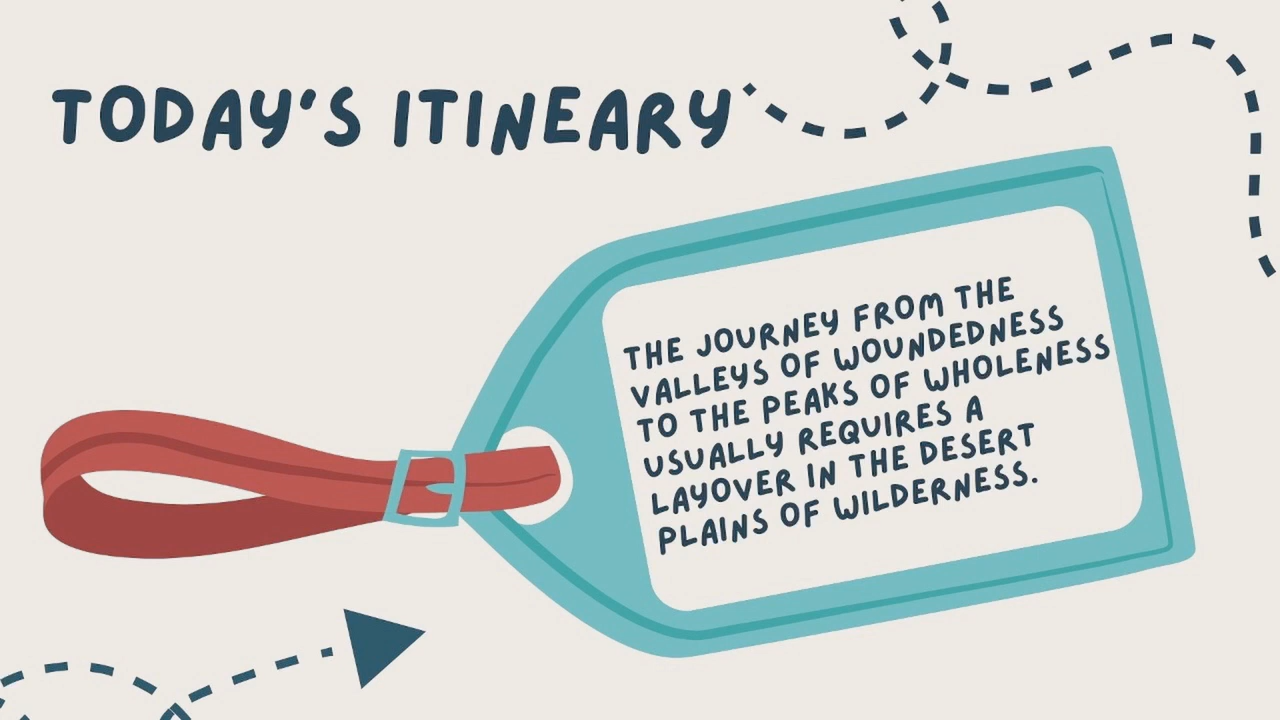 TODAY'S ITINEARY
THE JOURNEY FROM THE
VALLEYS OF WOUNDEDNESS
TO THE PEAKS OF WHOLENESS
USUALLY REQUIRES A
LAYOVER IN THE DESERT
PLAINS OF WILDERNESS.